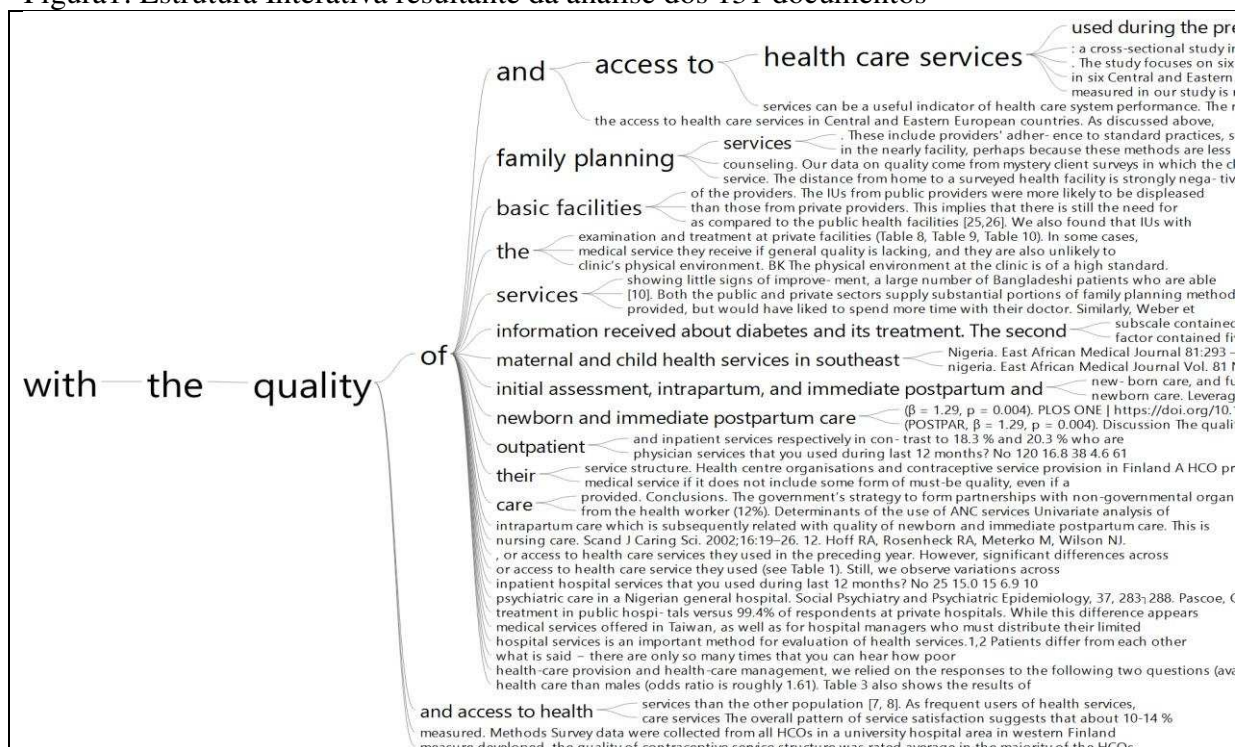 Figura1: Estrutura Interativa resultante da análise dos 151 documentos
used during the pre
and access to health care services
: a cross-sectional study in
. The study focuses on six
in six Central and Eastern
measured in our study is
services can be a useful indicator of health care system performance. The
the access to health care services in Central and Eastern European countries. As discussed above,
family planning
services
. These include providers' adher- ence to standard practices, s
in the nearly facility, perhaps because these methods are less
counseling. Our data on quality come from mystery client surveys in which the cl
service. The distance from home to a surveyed health facility is strongly nega- tiv
basic facilities
of the providers. The IUs from public providers were more likely to be displeased
than those from private providers. This implies that there is still the need for
as compared to the public health facilities [25,26]. We also found that IUs with
the
examination and treatment at private facilities (Table 8, Table 9, Table 10). In some cases,
medical service they receive if general quality is lacking, and they are also unlikely to
clinic's physical environment. BK The physical environment at the clinic is of a high standard.
services
showing little signs of improve- ment, a large number of Bangladeshi patients who are able
[10]. Both the public and private sectors supply substantial portions of family planning method
provided, but would have liked to spend more time with their doctor. Similarly, Weber et
information received about diabetes and its treatment. The second
subscale contained
factor contained fi
with the quality of
maternal and child health services in southeast
Nigeria. East African Medical Journal 81:293 –
nigeria. East African Medical Journal Vol. 81 N
initial assessment, intrapartum, and immediate postpartum and
new- born care, and fu
newborn care. Leverag
newborn and immediate postpartum care
(β = 1.29, p = 0.004). PLOS ONE | https://doi.org/10.
(POSTPAR, β = 1.29, p = 0.004). Discussion The quali
outpatient
and inpatient services respectively in con- trast to 18.3 % and 20.3 % who are
physician services that you used during last 12 months? No 120 16.8 38 4.6 61
their
service structure. Health centre organisations and contraceptive service provision in Finland A HCO pr
medical service if it does not include some form of must-be quality, even if a
care
provided. Conclusions. The government's strategy to form partnerships with non-governmental organ
from the health worker (12%). Determinants of the use of ANC services Univariate analysis of
intrapartum care which is subsequently related with quality of newborn and immediate postpartum care. This is
nursing care. Scand J Caring Sci. 2002;16:19–26. 12. Hoff RA, Rosenheck RA, Meterko M, Wilson NJ.
, or access to health care services they used in the preceding year. However, significant differences across
or access to health care service they used (see Table 1). Still, we observe variations across
inpatient hospital services that you used during last 12 months? No 25 15.0 15 6.9 10
psychiatric care in a Nigerian general hospital. Social Psychiatry and Psychiatric Epidemiology, 37, 283┐288. Pascoe, G
treatment in public hospi- tals versus 99.4% of respondents at private hospitals. While this difference appears
medical services offered in Taiwan, as well as for hospital managers who must distribute their limited
hospital services is an important method for evaluation of health services.1,2 Patients differ from each other
what is said – there are only so many times that you can hear how poor
health-care provision and health-care management, we relied on the responses to the following two questions (ava
health care than males (odds ratio is roughly 1.61). Table 3 also shows the results of
and access to health
services than the other population [7, 8]. As frequent users of health services,
care services The overall pattern of service satisfaction suggests that about 10-14 %
measured. Methods Survey data were collected from all HCOs in a university hospital area in western Finland
measure developed, the quality of contraceptive service structure was rated average in the majority of the HCOs